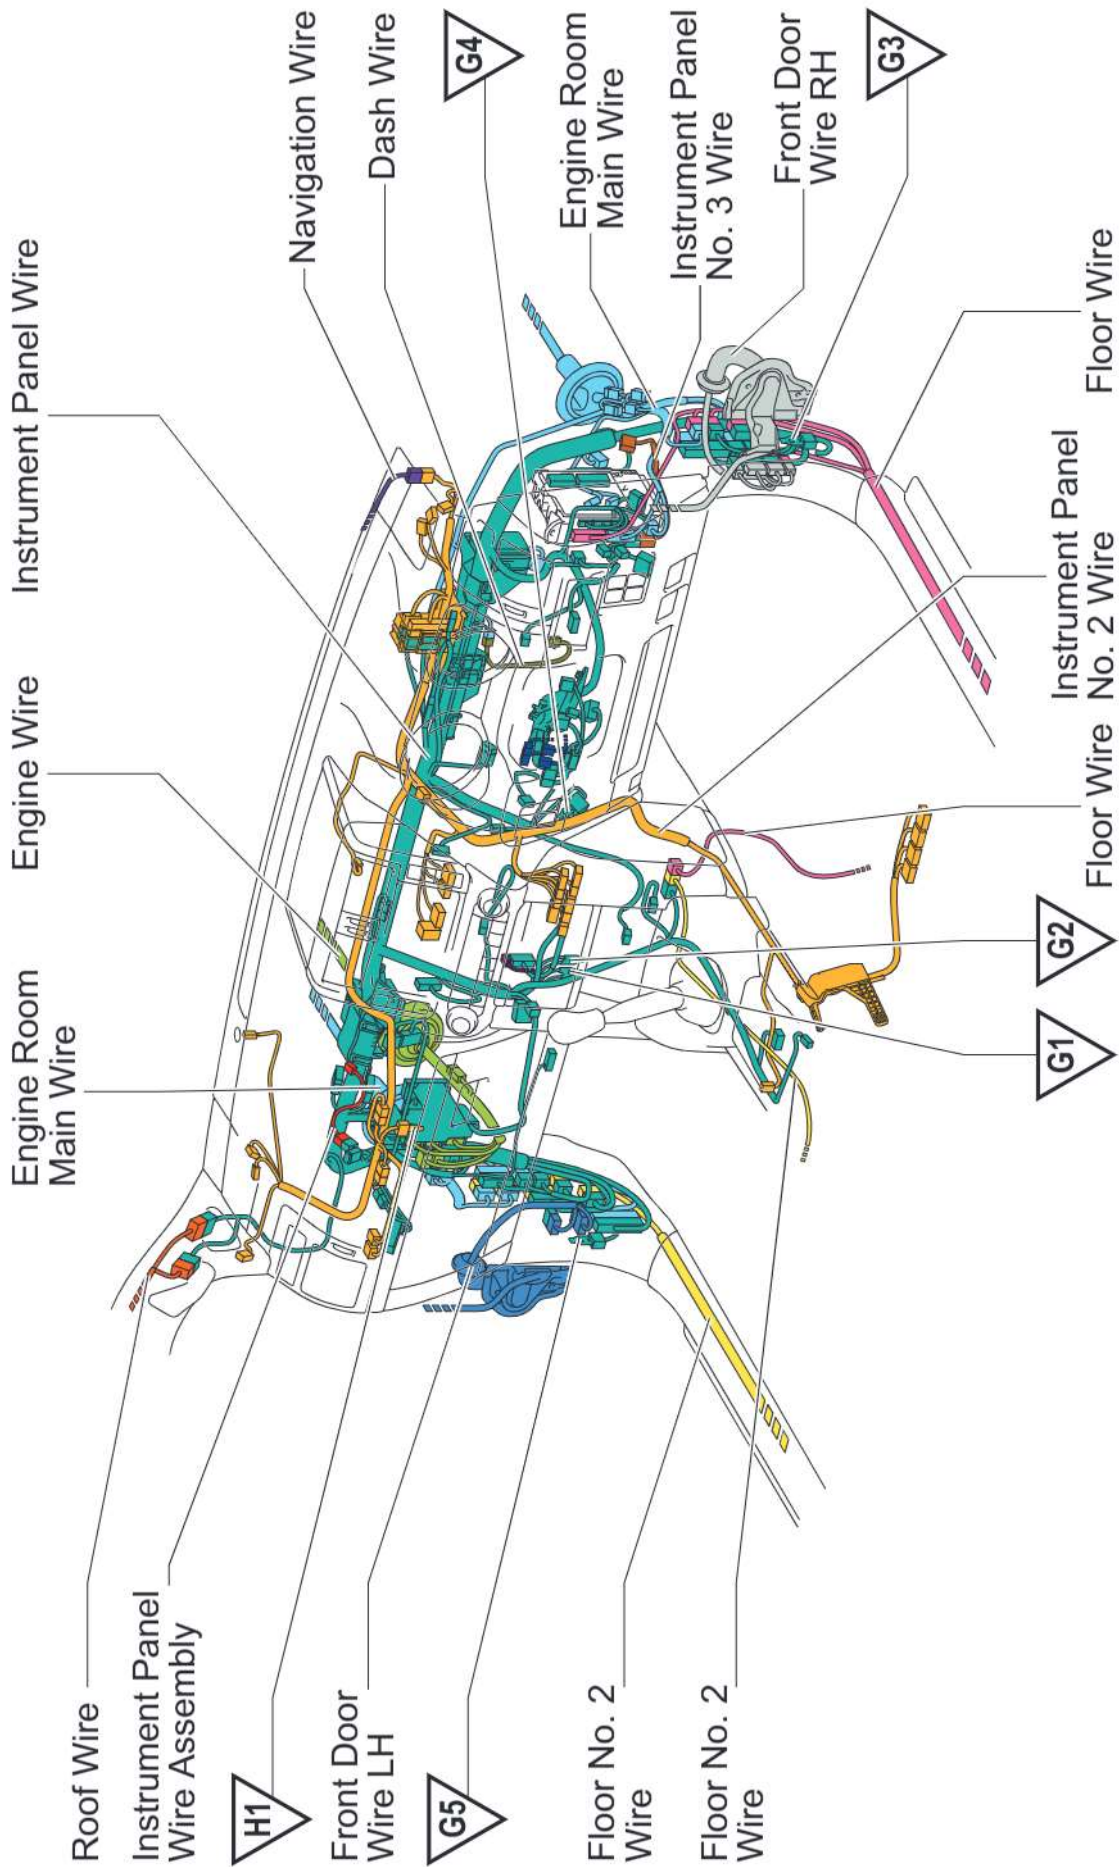 Roof Wire
Instrument Panel
Wire Assembly
H1
Front Door
Wire LH
G5
Floor No. 2
Wire
Floor No. 2
Wire
Engine Room
Main Wire
Engine Wire
Instrument Panel Wire
Navigation Wire
Dash Wire
G4
Engine Room
Main Wire
Instrument Panel
No. 3 Wire
Front Door
Wire RH
G3
G1
G2
Floor Wire
Instrument Panel
No. 2 Wire
Floor Wire